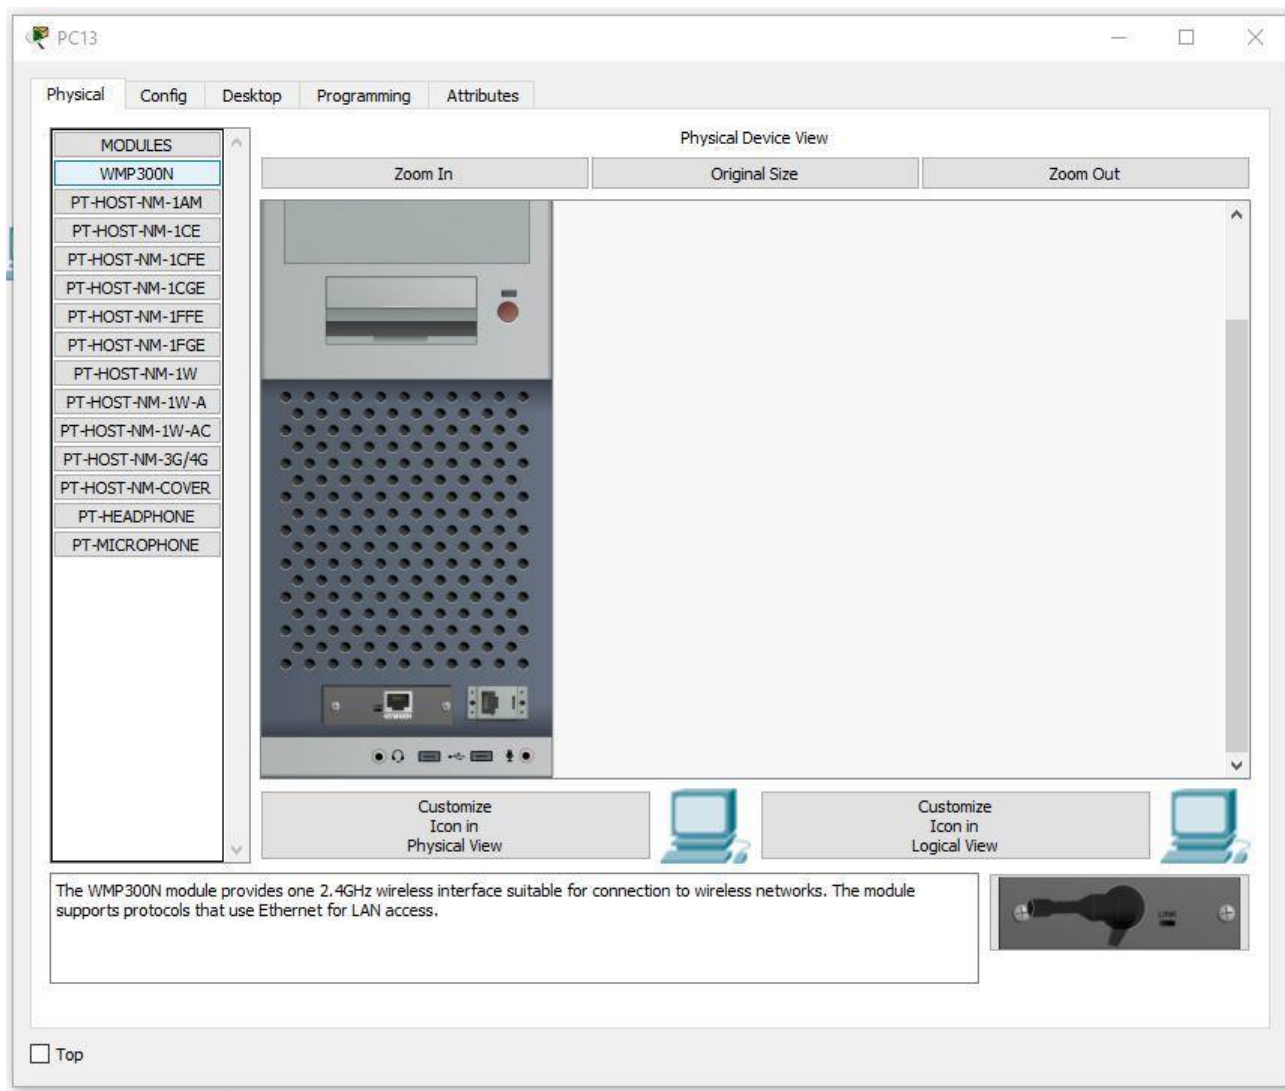 PC13
Physical
Config
Desktop
Programming
Attributes
MODULES
WMP300N
PT-HOST-NM-1AM
PT-HOST-NM-1CE
PT-HOST-NM-1CFE
PT-HOST-NM-1CGE
PT-HOST-NM-1FFE
PT-HOST-NM-1FGE
PT-HOST-NM-1W
PT-HOST-NM-1W-A
PT-HOST-NM-1W-AC
PT-HOST-NM-3G/4G
PT-HOST-NM-COVER
PT-HEADPHONE
PT-MICROPHONE
Physical Device View
Zoom In
Original Size
Zoom Out
Customize
Icon in
Physical View
Customize
Icon in
Logical View
The WMP300N module provides one 2.4GHz wireless interface suitable for connection to wireless networks. The module
supports protocols that use Ethernet for LAN access.
LINK
Top